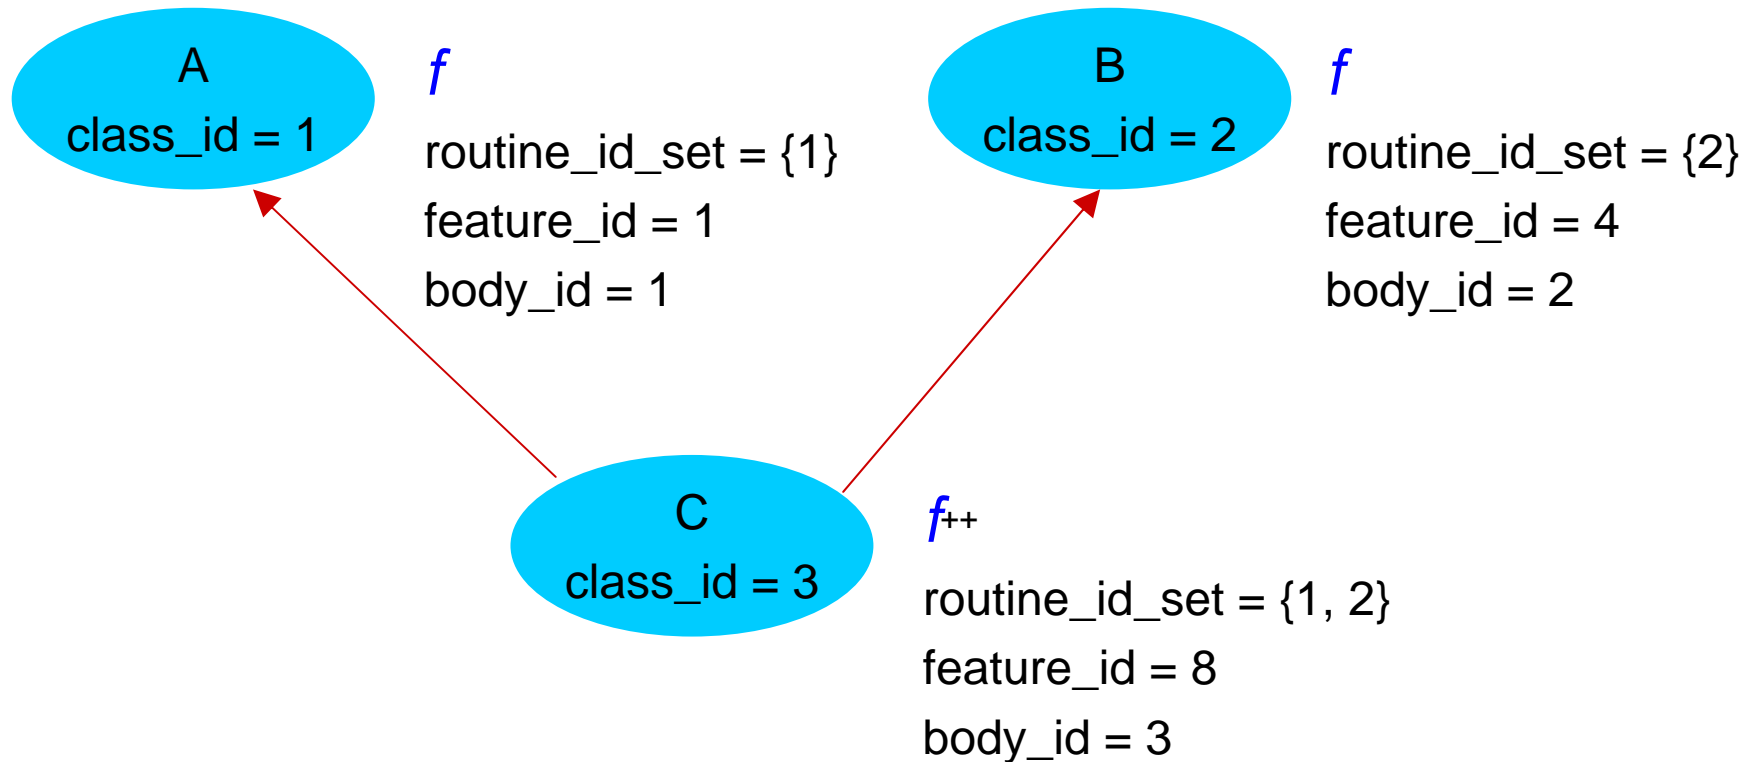 A
class_id = 1
f
routine_id_set = {1}
feature_id = 1
body_id = 1
B
class_id = 2
f
routine_id_set = {2}
feature_id = 4
body_id = 2
C
class_id = 3
f++
routine_id_set = {1, 2}
feature_id = 8
body_id = 3